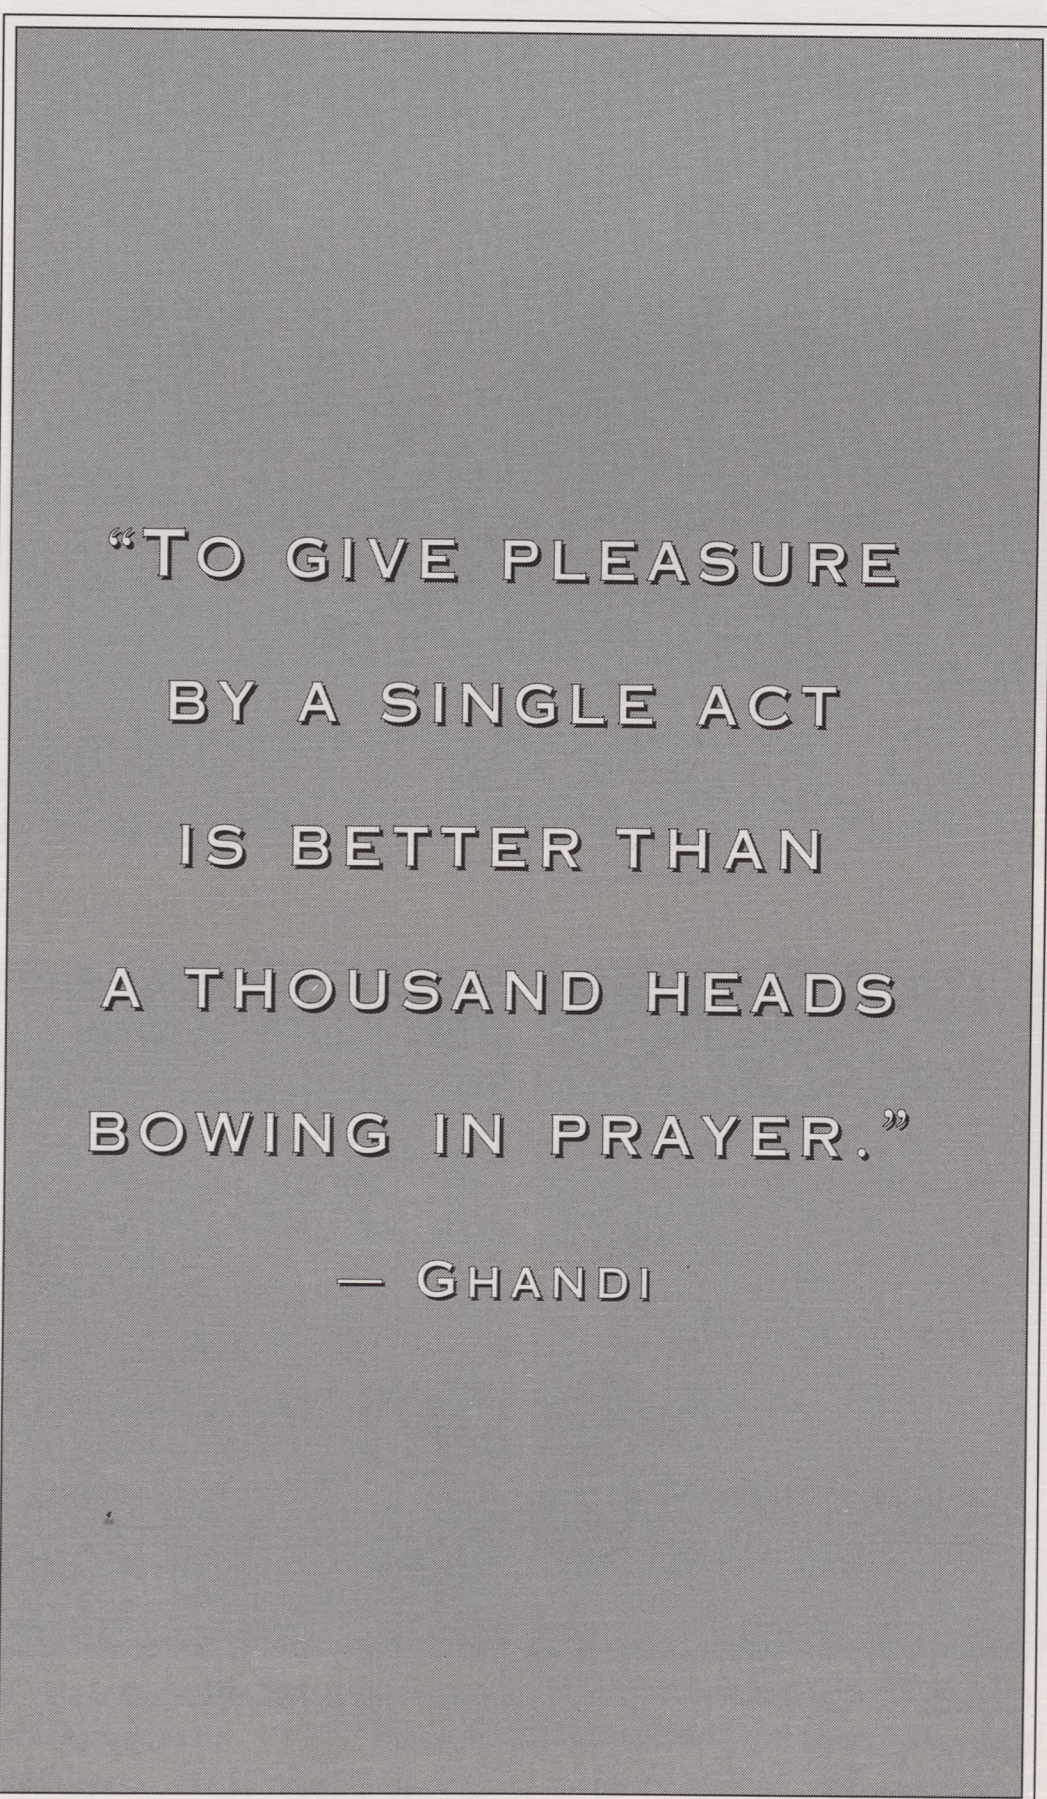 “To GIVE PLEASURE
BY A SINGLE ACT
IS BETTER THAN
A THOUSAND HEADS
BOWING IN PRAYER.”
— GHANDI